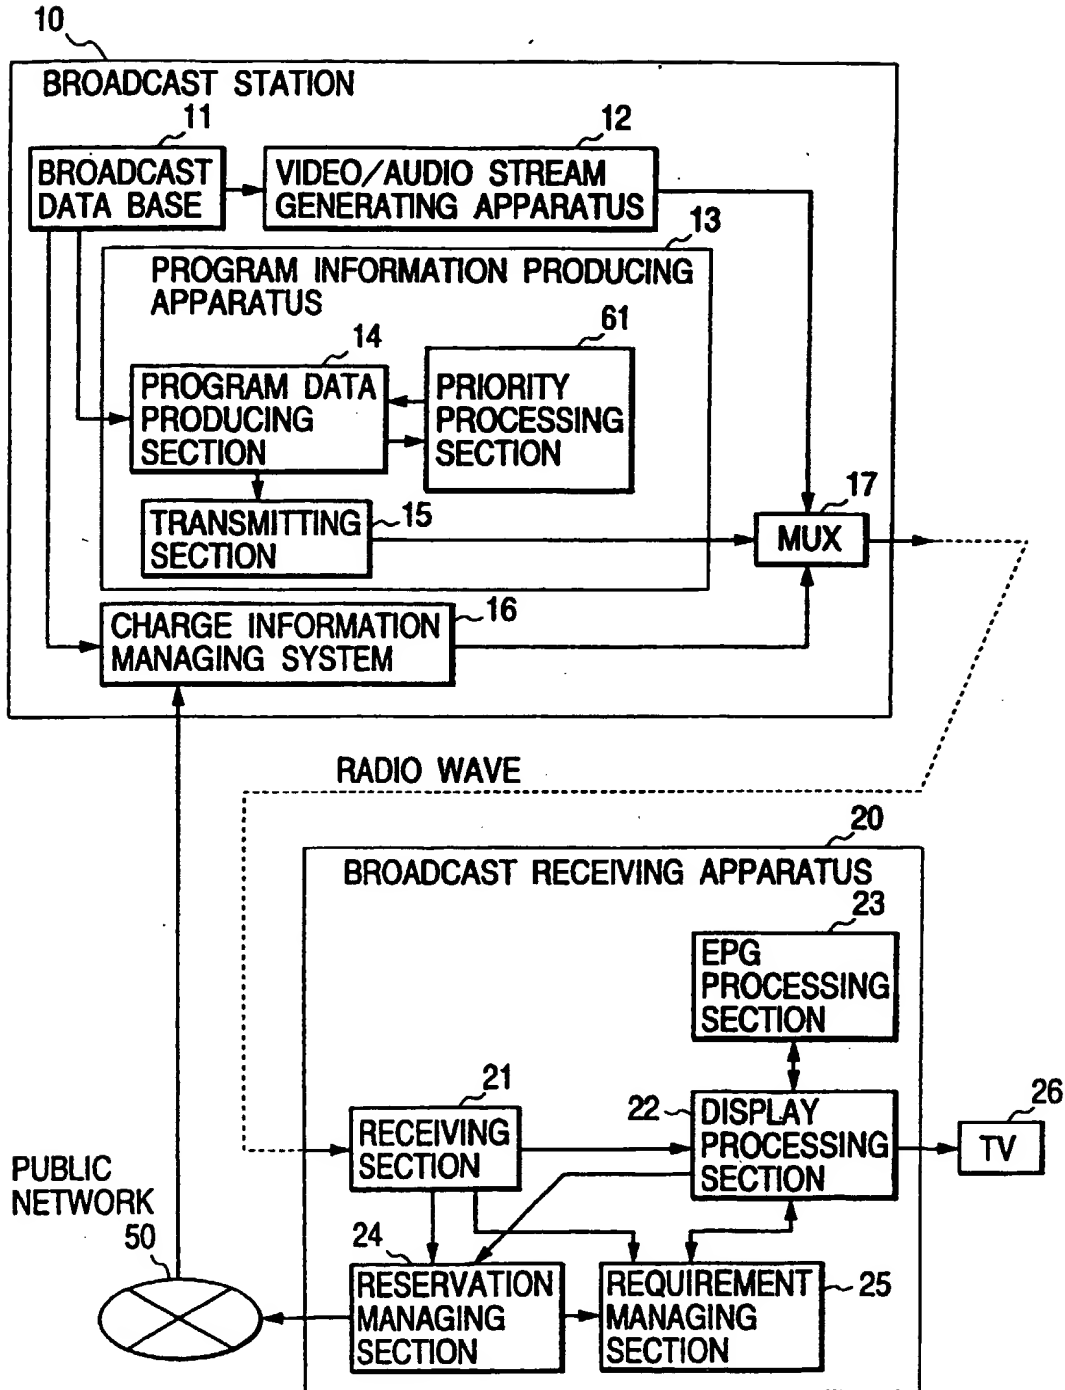 10
BROADCAST STATION
11
BROADCAST
DATA BASE
12
VIDEO/AUDIO STREAM
GENERATING APPARATUS
13
PROGRAM INFORMATION PRODUCING
APPARATUS
14
PROGRAM DATA
PRODUCING
SECTION
61
PRIORITY
PROCESSING
SECTION
TRANSMITTING
SECTION
15
17
MUX
CHARGE INFORMATION
MANAGING SYSTEM
16
RADIO WAVE
20
BROADCAST RECEIVING APPARATUS
23
EPG
PROCESSING
SECTION
21
RECEIVING
SECTION
22
DISPLAY
PROCESSING
SECTION
26
TV
PUBLIC
NETWORK
50
24
RESERVATION
MANAGING
SECTION
REQUIREMENT
MANAGING
SECTION
25